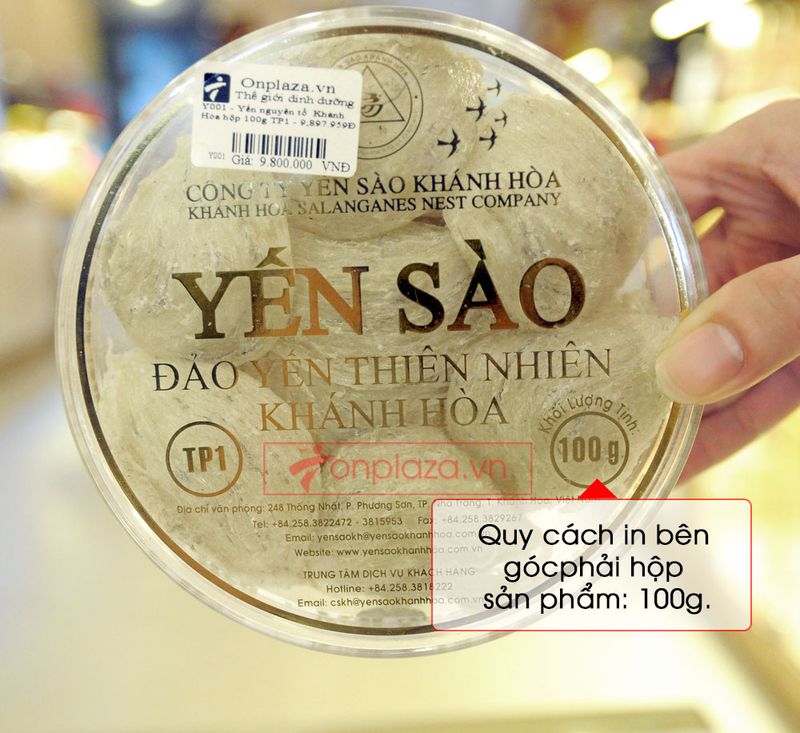 Onplaza.vn
Thế giới dinh dưỡng
Y001 - Yến nguyên tổ Khánh
Hòa hộp 100g TP1 - 9,897,959Đ
Y001 Giá: 9.800.000 VNĐ
CÔNG TY YẾN SÀO KHÁNH HÒA
KHANH HOA SALANGANES NEST COMPANY
YẾN SÀO
ĐẢO YẾN THIÊN NHIÊN
KHÁNH HÒA
Khối Lượng Tịnh:
TP1
100g
onplaza.vn
Địa chỉ văn phòng: 248 Thống Nhất, P. Phương Sơn, TP. Nha Trang, T. Khánh Hòa, Việt Nam
Tel: +84.258.3822472 - 3815953 Fax: +84.258.3829267
Email: yensaokh@yensaokhanhhoa.com.vn
Website: www.yensaokhanhhoa.com.vn
TRUNG TÂM DỊCH VỤ KHÁCH HÀNG
Hotline: +84.258.3818222
Email: cskh@yensaokhanhhoa.com.vn
Quy cách in bên
gócphải hộp
sản phẩm: 100g.